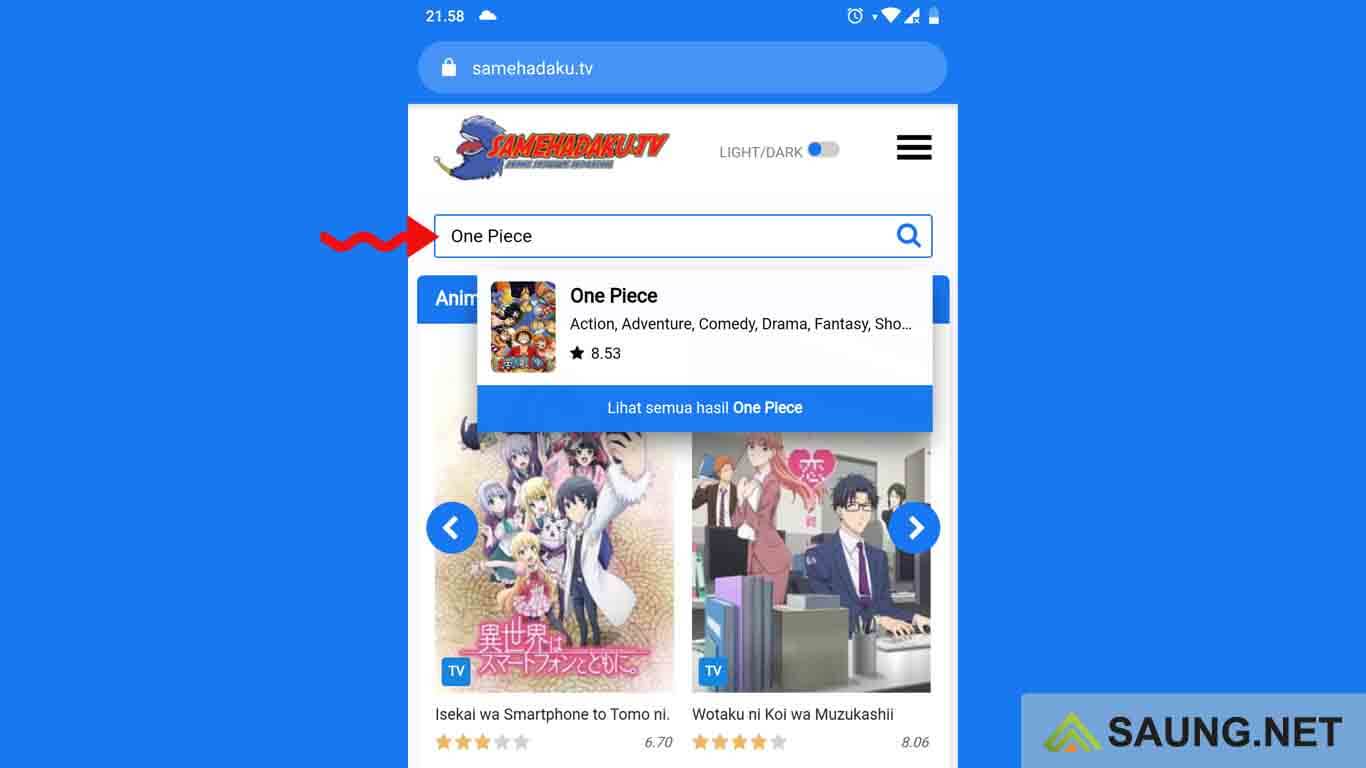 21.58
samehadaku.tv
SAMEHADAKU.TV
LIGHT/DARK
One Piece
Anim
One Piece
Action, Adventure, Comedy, Drama, Fantasy, Sho...
8.53
Lihat semua hasil One Piece
恋
異世界は
スマートフォンとともに。
TV
TV
Isekai wa Smartphone to Tomo ni.
Wotaku ni Koi wa Muzukashii
6.70
8.06
SAUNG.NET